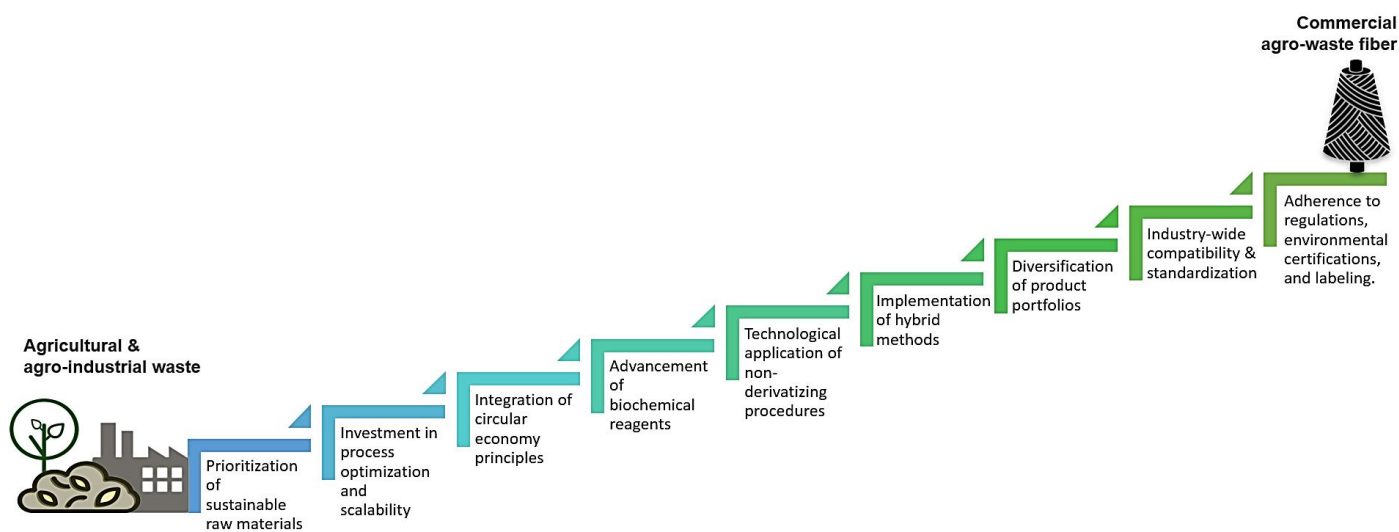 Agricultural &
agro-industrial waste
Prioritization
of
sustainable
raw materials
Investment in
process
optimization
and
scalability
Integration of
circular
economy
principles
Advancement
of
biochemical
reagents
Technological
application of
non-
derivatizing
procedures
Implementation
of hybrid
methods
Diversification
of product
portfolios
Industry-wide
compatibility &
standardization
Adherence to
regulations,
environmental
certifications,
and labeling.
Commercial
agro-waste fiber